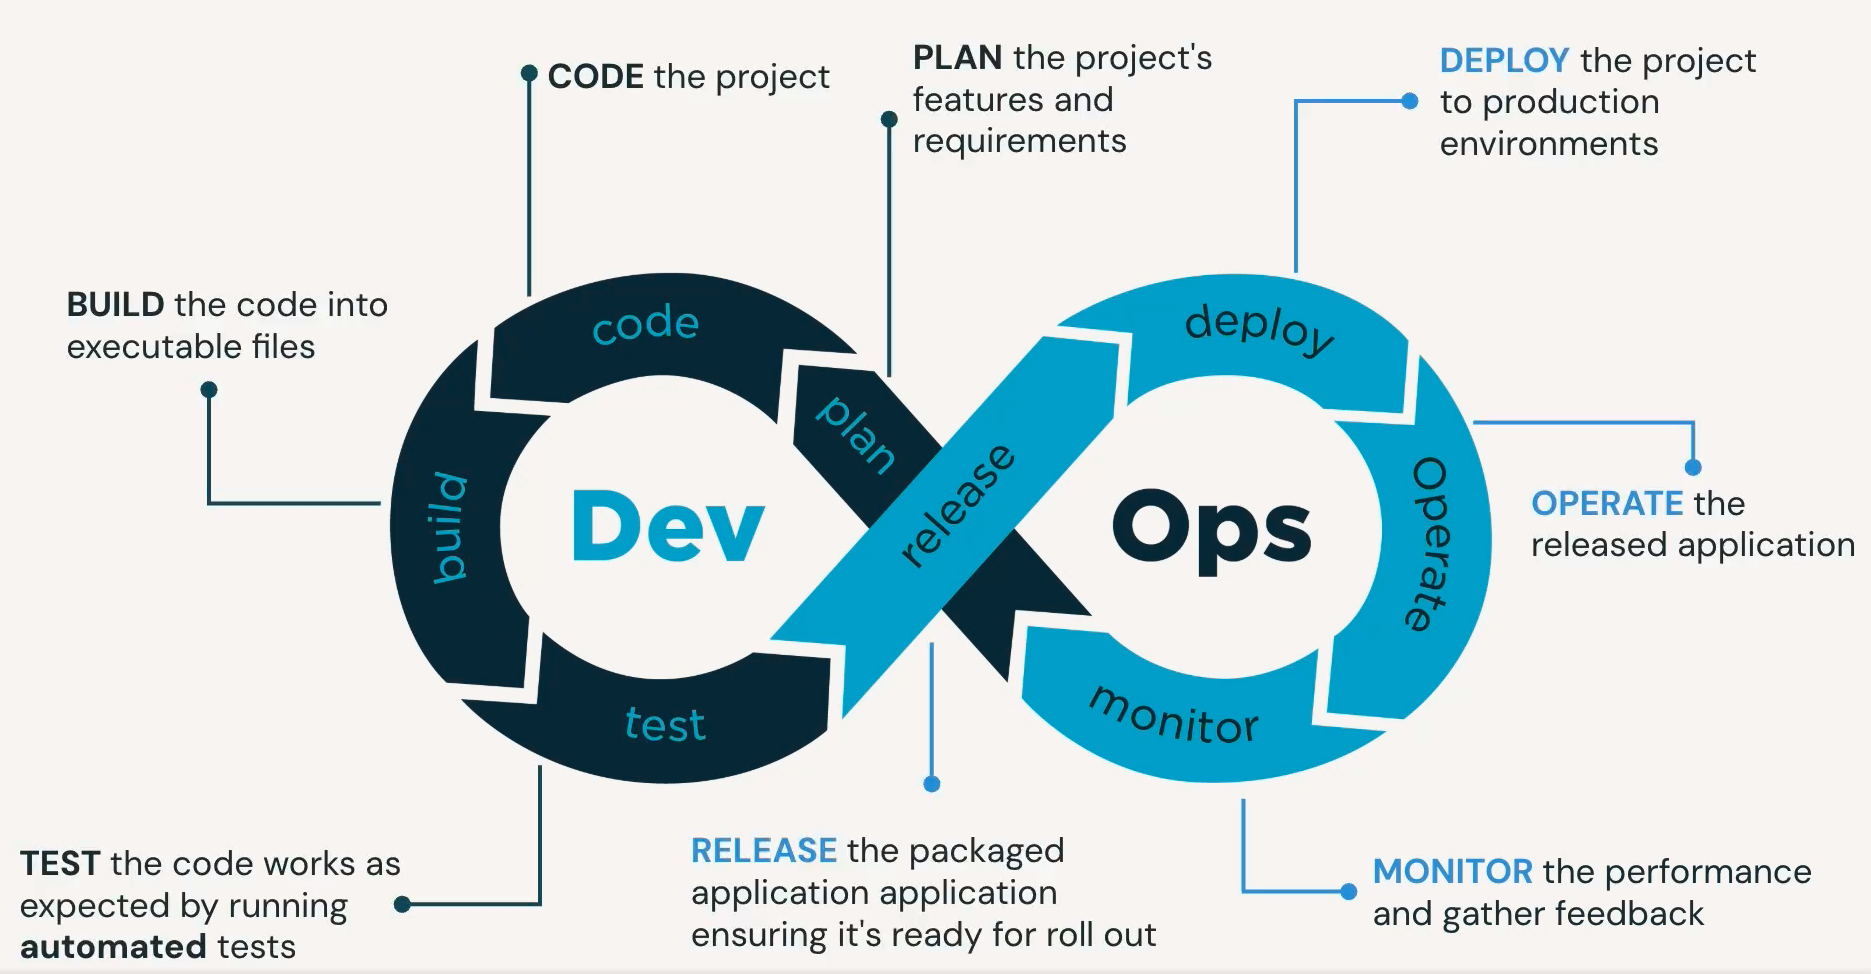 CODE the project
PLAN the project's
features and
requirements
DEPLOY the project
to production
environments
BUILD the code into
executable files
code
deploy
plan
build
Dev
release
Ops
Operate
OPERATE the
released application
test
monitor
TEST the code works as
expected by running
automated tests
RELEASE the packaged
application application
ensuring it's ready for roll out
MONITOR the performance
and gather feedback